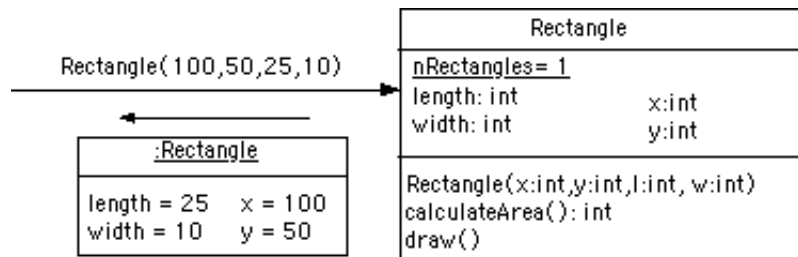 Rectangle(100,50,25,10)
:Rectangle
length = 25 x = 100
width = 10 y = 50
Rectangle
nRectangles= 1
length: int x:int
width: int y:int
Rectangle(x:int,y:int,l:int, w:int)
calculateArea(): int
draw()